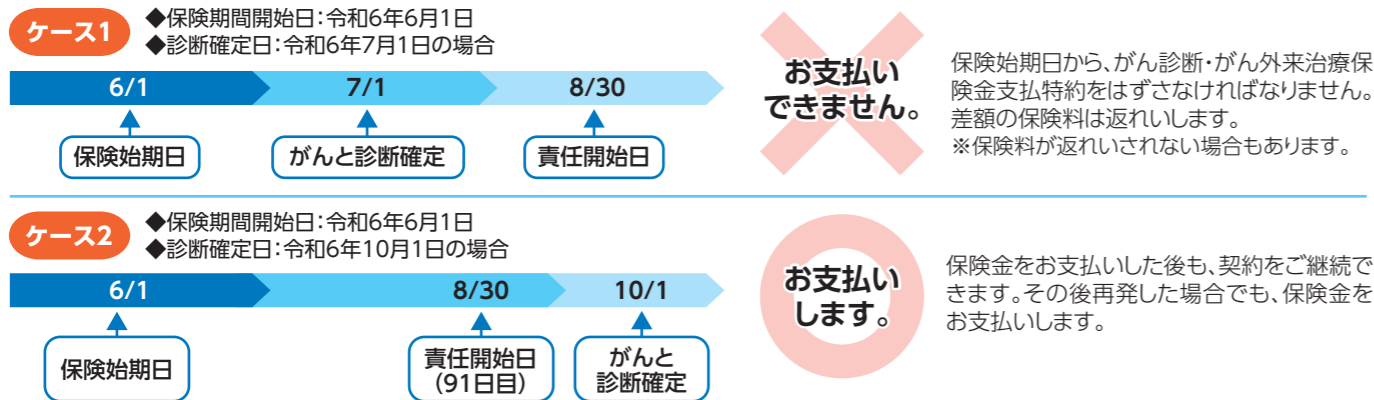 ケース1
◆保険期間開始日:令和6年6月1日
◆診断確定日:令和6年7月1日の場合
6/1
7/1
8/30
保険始期日
がんと診断確定
責任開始日
お支払い
できません。
保険始期日から、がん診断・がん外来治療保
険金支払特約をはずさなければなりません。
差額の保険料は返れいします。
※保険料が返れいされない場合もあります。
ケース2
◆保険期間開始日:令和6年6月1日
◆診断確定日:令和6年10月1日の場合
6/1
8/30
10/1
保険始期日
責任開始日
(91日目)
がんと
診断確定
お支払い
します。
保険金をお支払いした後も、契約をご継続で
きます。その後再発した場合でも、保険金を
お支払いします。